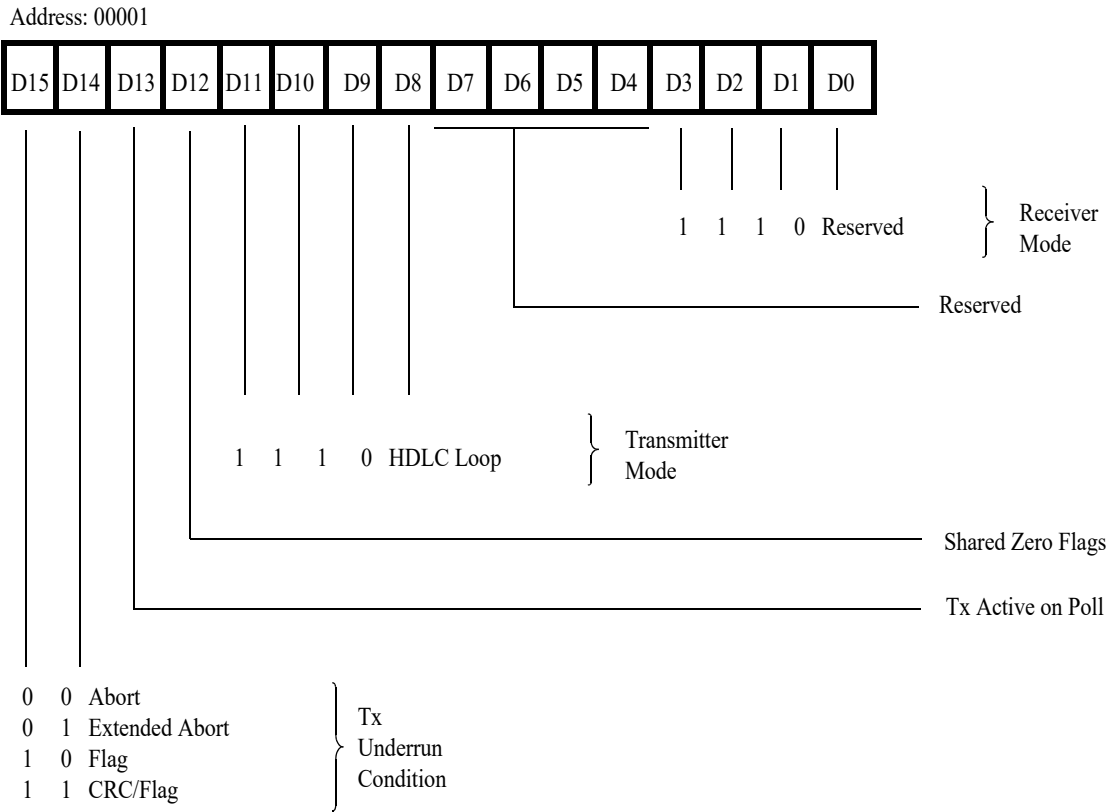 Address: 00001
D15 D14 D13 D12 D11 D10 D9 D8 D7 D6 D5 D4 D3 D2 D1 D0
1 1 1 0 Reserved
Receiver
Mode
Reserved
1 1 1 0 HDLC Loop
Transmitter
Mode
Shared Zero Flags
Tx Active on Poll
0 0 Abort
0 1 Extended Abort
1 0 Flag
1 1 CRC/Flag
Tx
Underrun
Condition